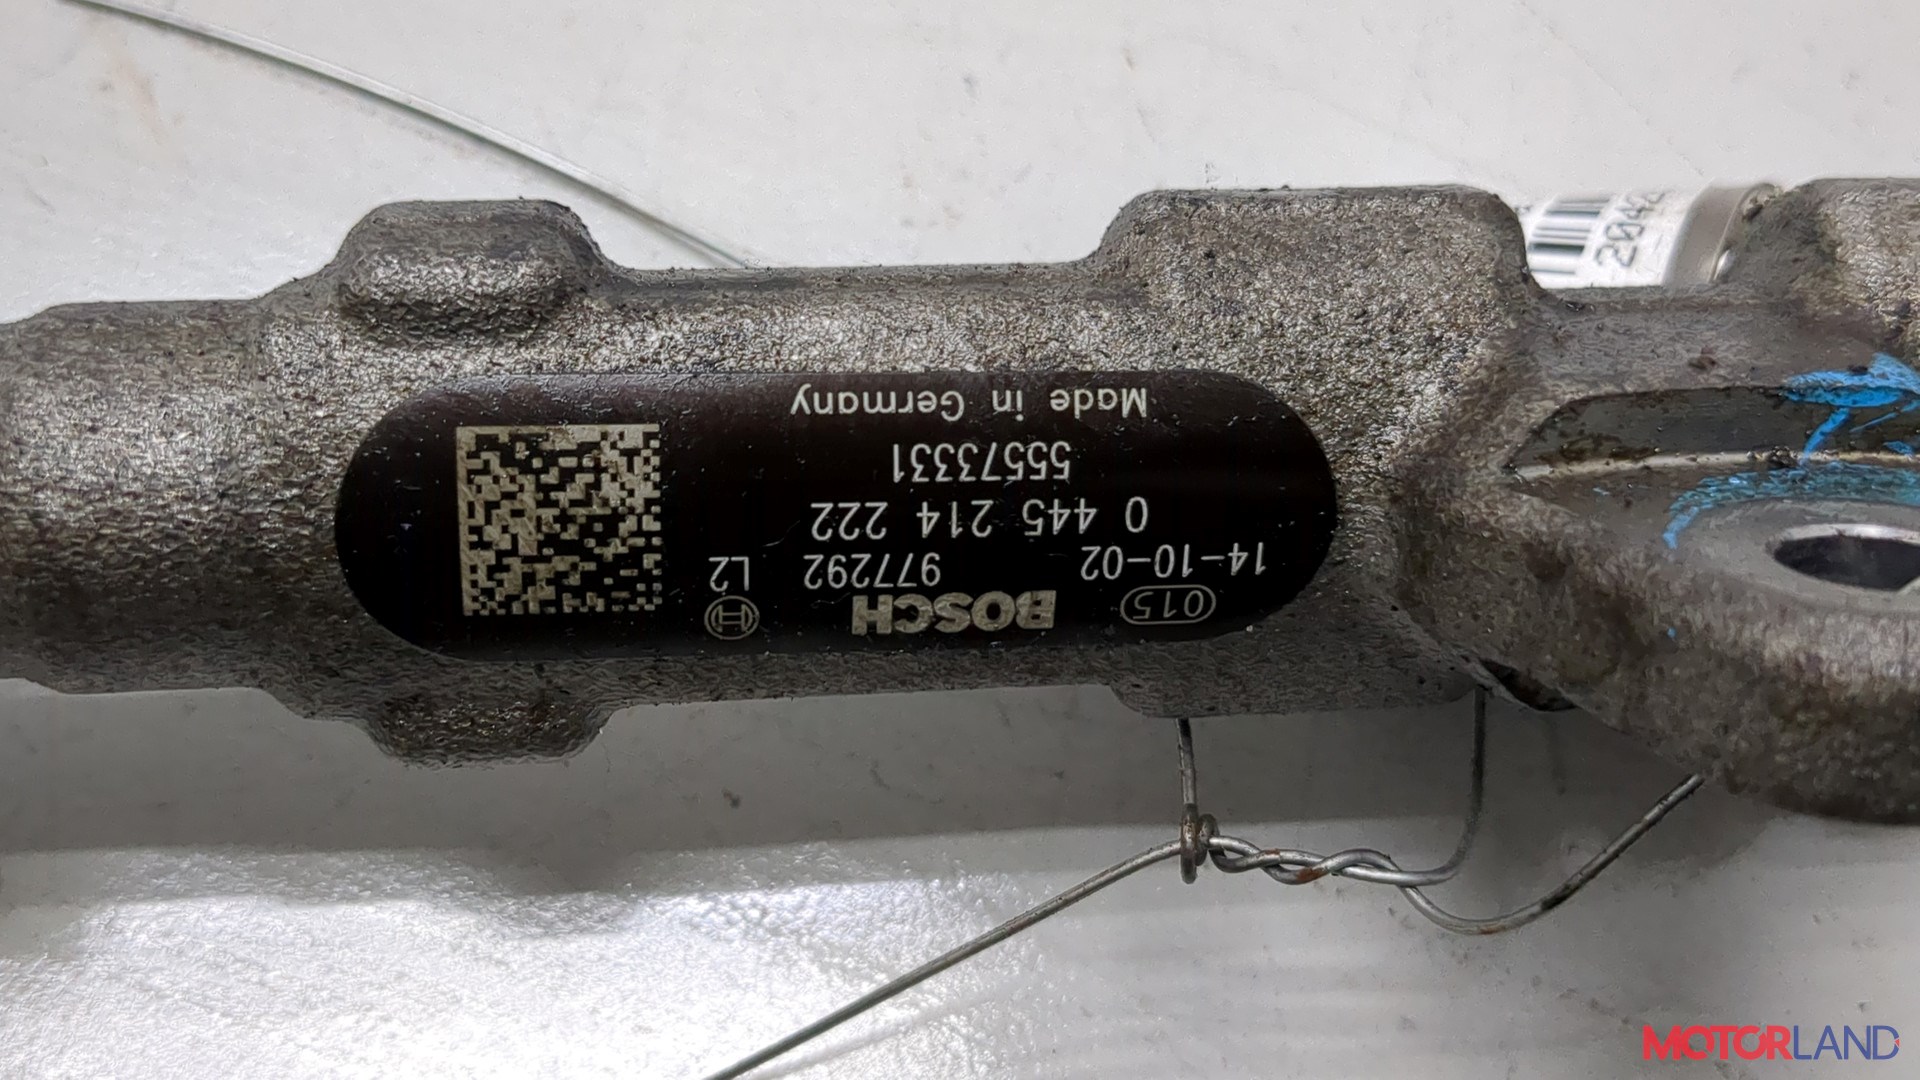 015 BOSCH
14-10-02 977292 L2
0 445 214 222
55573331
Made in Germany
MOTORLAND